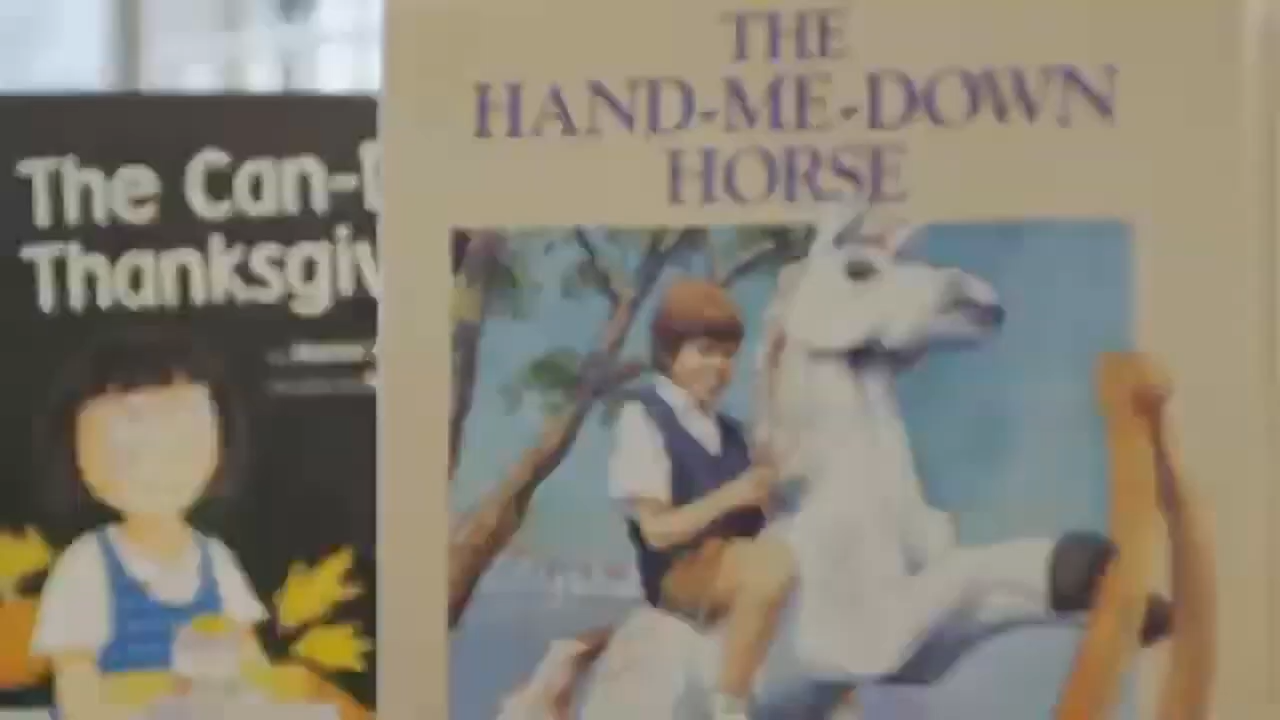 The Can-
Thanksgiv
THE
HAND-ME-DOWN
HORSE